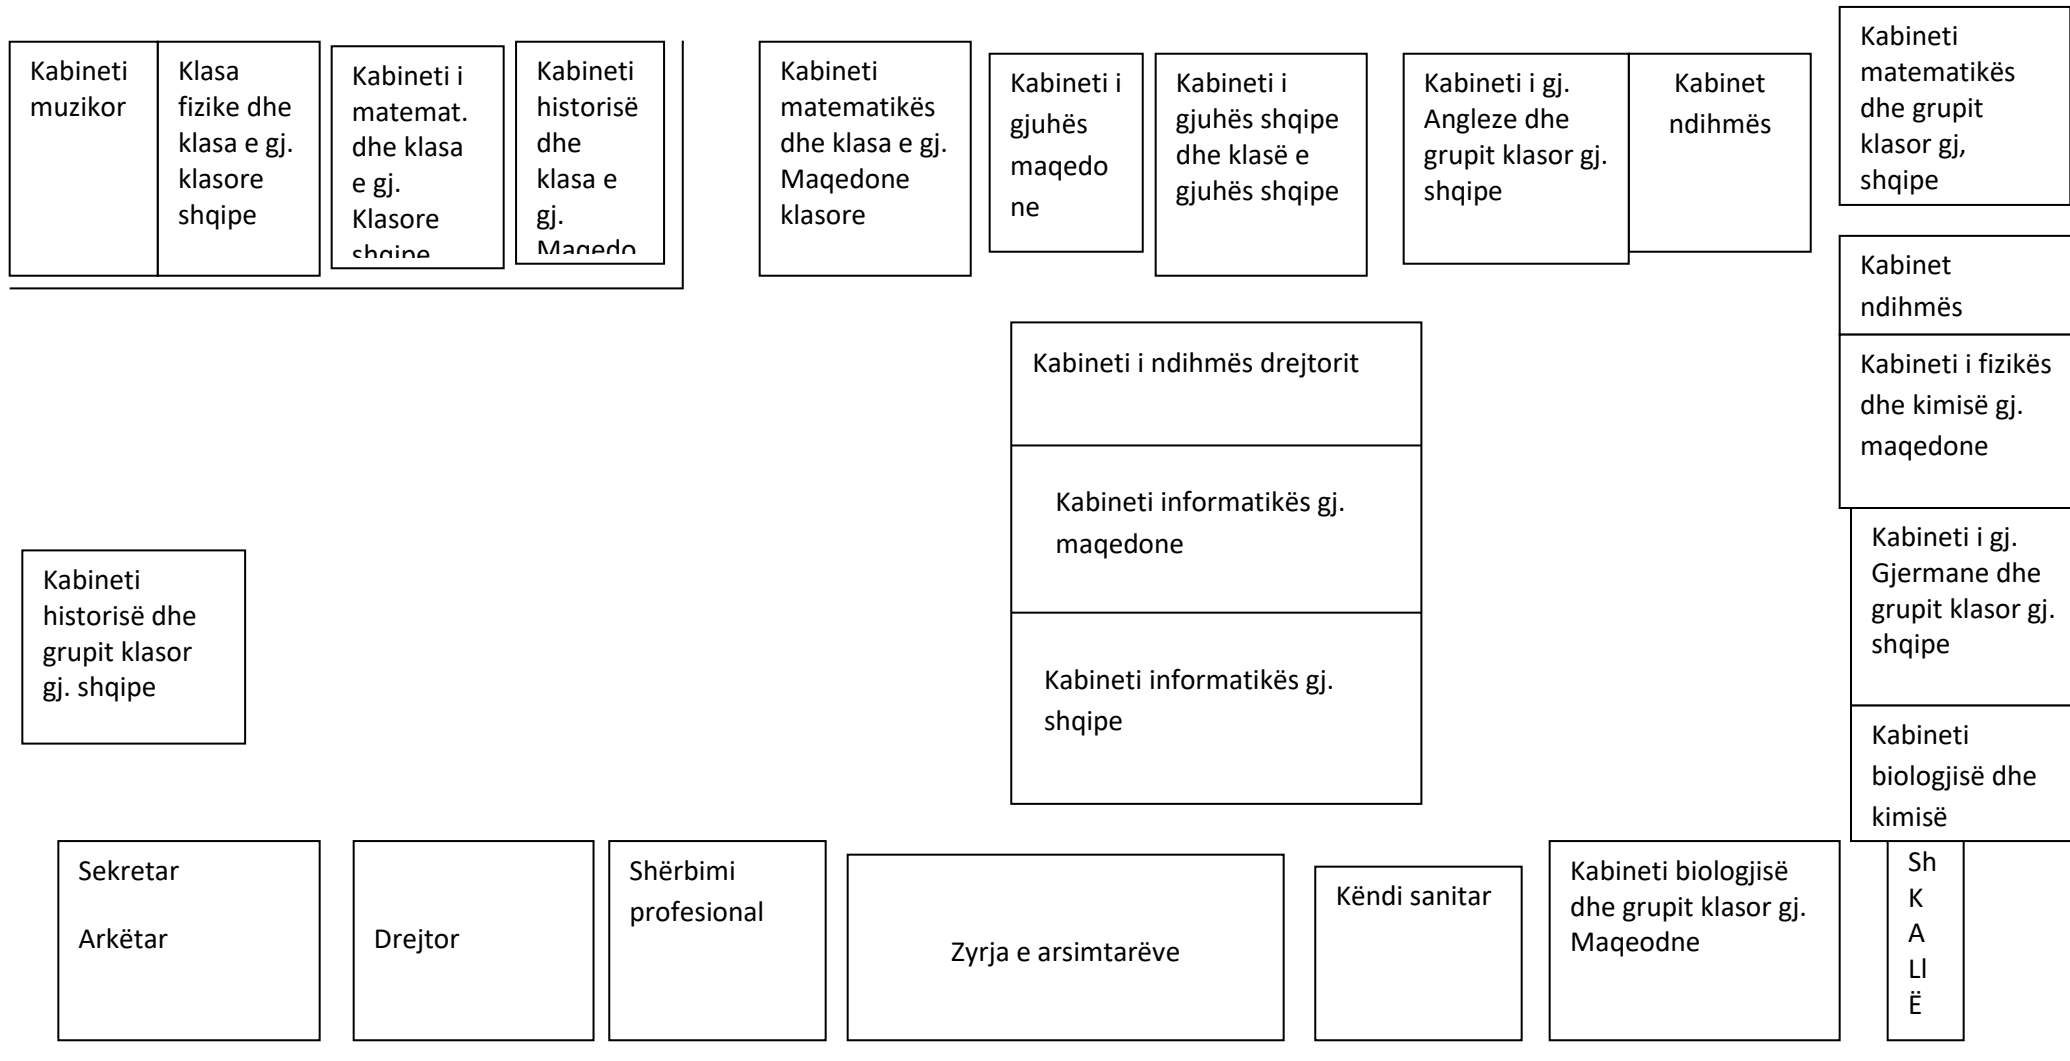 Kabineti
muzikor
Klasa
fizike dhe
klasa e gj.
klasore
shqipe
Kabineti i
matemat.
dhe klasa
e gj.
Klasore
shqipe
Kabineti
historisë
dhe
klasa e
gj.
Maqedo
Kabineti
matematikës
dhe klasa e gj.
Maqedone
klasore
Kabineti i
gjuhës
maqedo
ne
Kabineti i
gjuhës shqipe
dhe klasë e
gjuhës shqipe
Kabineti i gj.
Angleze dhe
grupit klasor gj.
shqipe
Kabinet
ndihmës
Kabineti
matematikës
dhe grupit
klasor gj,
shqipe
Kabinet
ndihmës
Kabineti i fizikës
dhe kimisë gj.
maqedone
Kabineti i gj.
Gjermane dhe
grupit klasor gj.
shqipe
Kabineti
biologjisë dhe
kimisë
Kabineti i ndihmës drejtorit
Kabineti informatikës gj.
maqedone
Kabineti informatikës gj.
shqipe
Kabineti
historisë dhe
grupit klasor
gj. shqipe
Sekretar
Arkëtar
Drejtor
Shërbimi
profesional
Zyrja e arsimtarëve
Këndi sanitar
Kabineti biologjisë
dhe grupit klasor gj.
Maqeodne
Sh
K
A
Ll
Ë